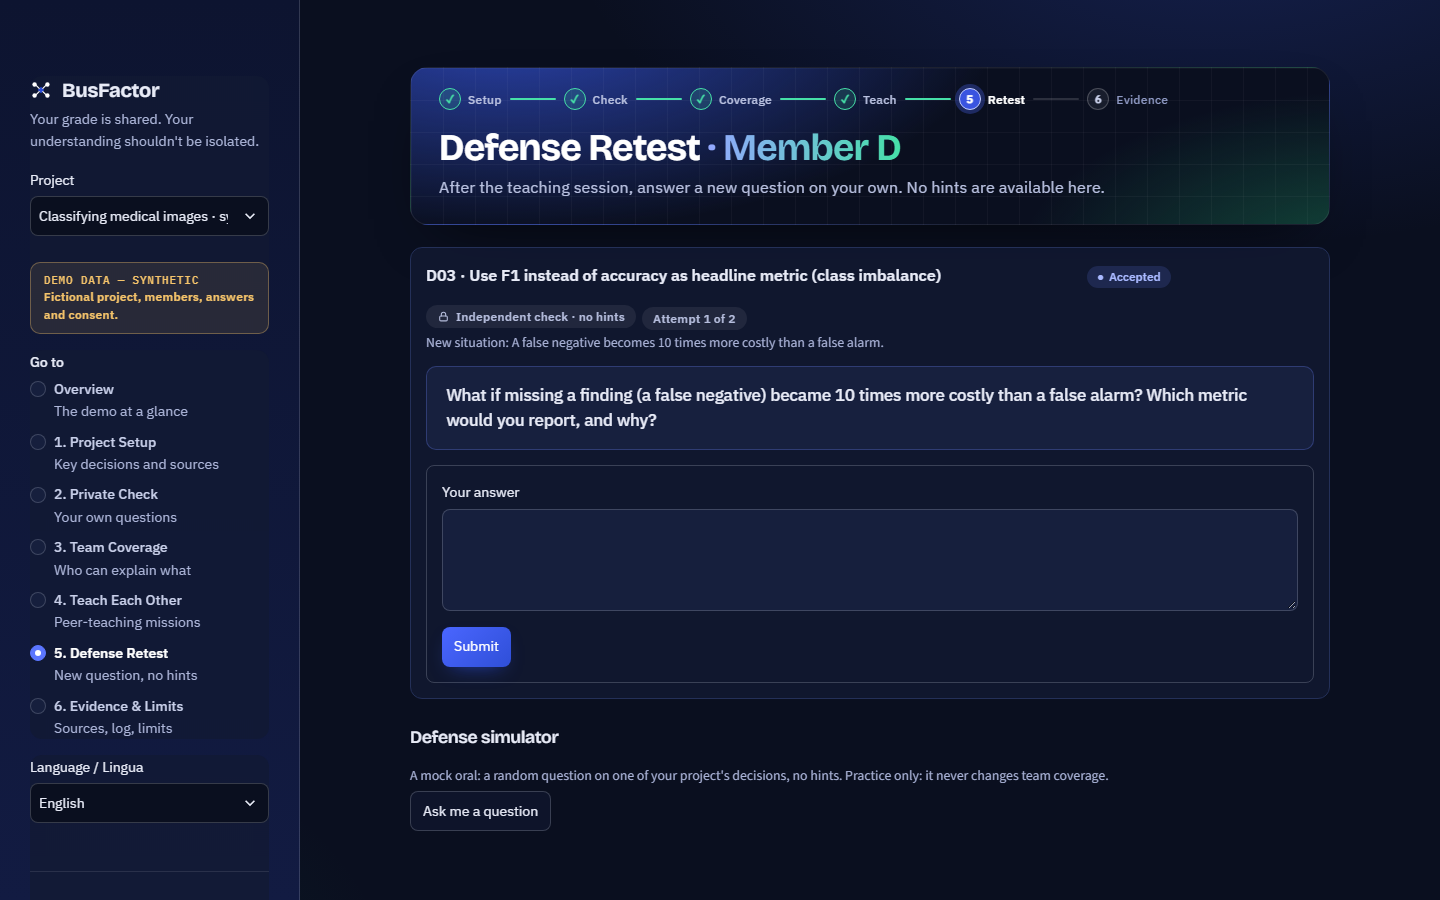 BusFactor
Your grade is shared. Your
understanding shouldn't be isolated.
Project
Classifying medical images · sy
DEMO DATA — SYNTHETIC
Fictional project, members, answers
and consent.
Go to
Overview
The demo at a glance
1. Project Setup
Key decisions and sources
2. Private Check
Your own questions
3. Team Coverage
Who can explain what
4. Teach Each Other
Peer-teaching missions
5. Defense Retest
New question, no hints
6. Evidence & Limits
Sources, log, limits
Language / Lingua
English
✓ Setup ✓ Check ✓ Coverage ✓ Teach 5 Retest 6 Evidence
Defense Retest · Member D
After the teaching session, answer a new question on your own. No hints are available here.
D03 · Use F1 instead of accuracy as headline metric (class imbalance)
Accepted
Independent check · no hints
Attempt 1 of 2
New situation: A false negative becomes 10 times more costly than a false alarm.
What if missing a finding (a false negative) became 10 times more costly than a false alarm? Which metric
would you report, and why?
Your answer
Submit
Defense simulator
A mock oral: a random question on one of your project's decisions, no hints. Practice only: it never changes team coverage.
Ask me a question